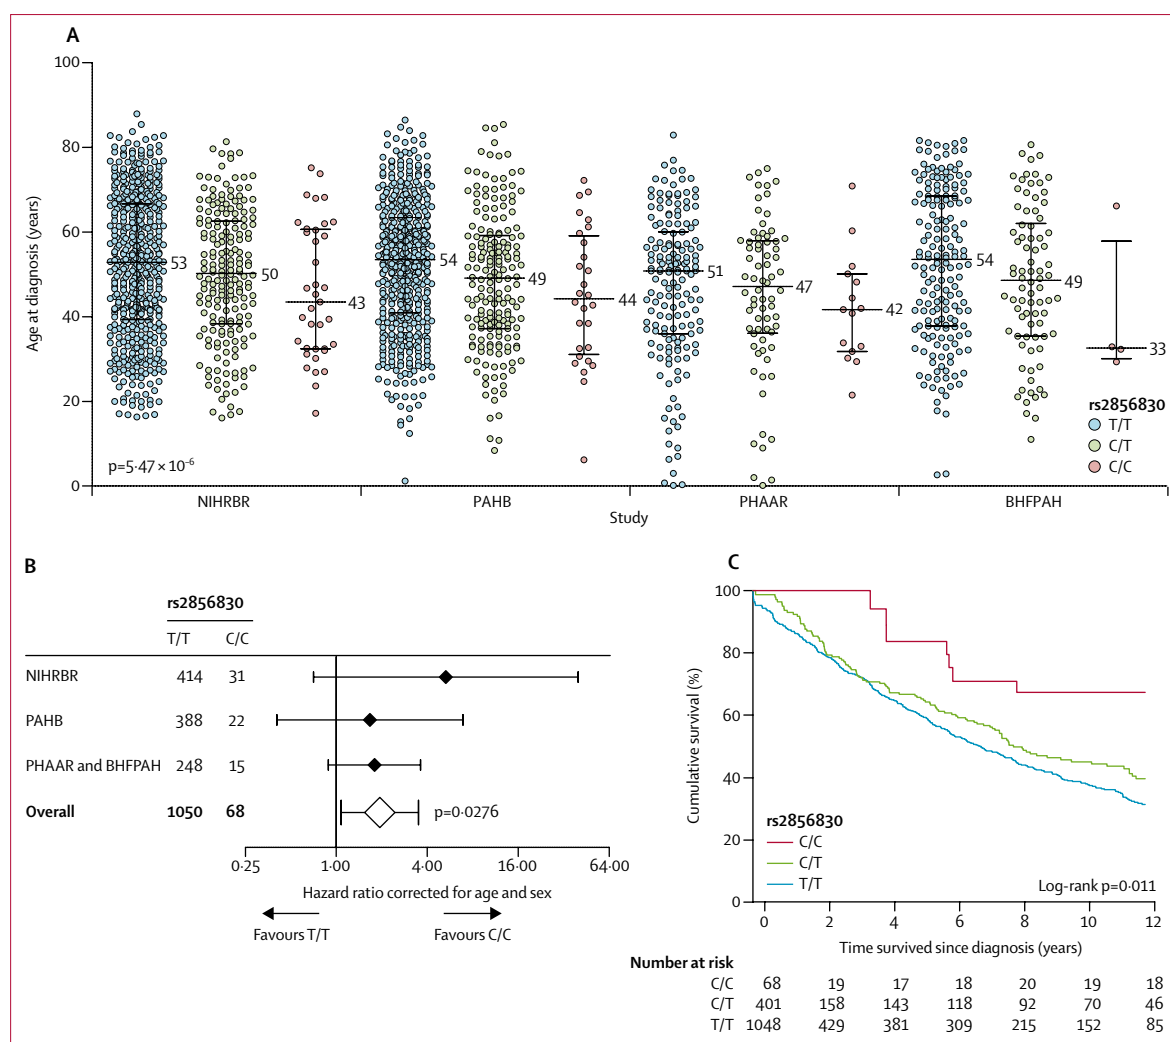 A
100
80
60
40
20
0
Age at diagnosis (years)
53
50
43
54
49
44
51
47
42
54
49
33
rs2856830
T/T
C/T
C/C
p=5·47 × 10⁻⁶
NIHRBR PAHB PHAAR BHFPAH
Study
B
rs2856830
T/T C/C
NIHRBR 414 31
PAHB 388 22
PHAAR and BHFPAH 248 15
Overall 1050 68
p=0·0276
0·25 1·00 4·00 16·00 64·00
Hazard ratio corrected for age and sex
Favours T/T Favours C/C
C
100
80
60
40
20
0
Cumulative survival (%)
rs2856830
C/C
C/T
T/T
Log-rank p=0·011
0 2 4 6 8 10 12
Time survived since diagnosis (years)
Number at risk
C/C 68 19 17 18 20 19 18
C/T 401 158 143 118 92 70 46
T/T 1048 429 381 309 215 152 85